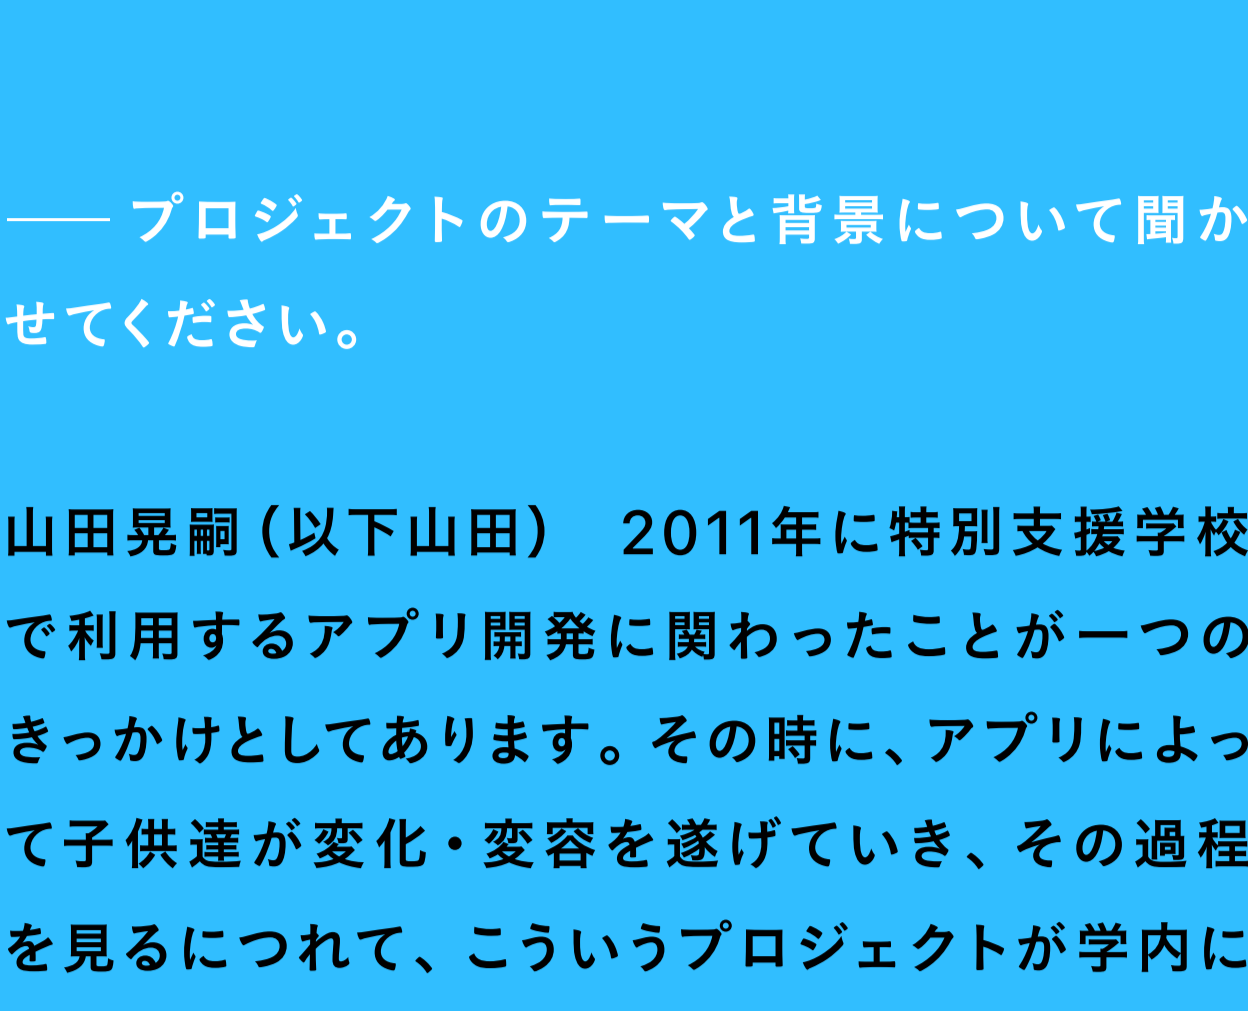 ── プロジェクトのテーマと背景について聞か
せてください。
山田晃嗣（以下山田）　2011年に特別支援学校
で利用するアプリ開発に関わったことが一つの
きっかけとしてあります。その時に、アプリによっ
て子供達が変化・変容を遂げていき、その過程
を見るにつれて、こういうプロジェクトが学内に